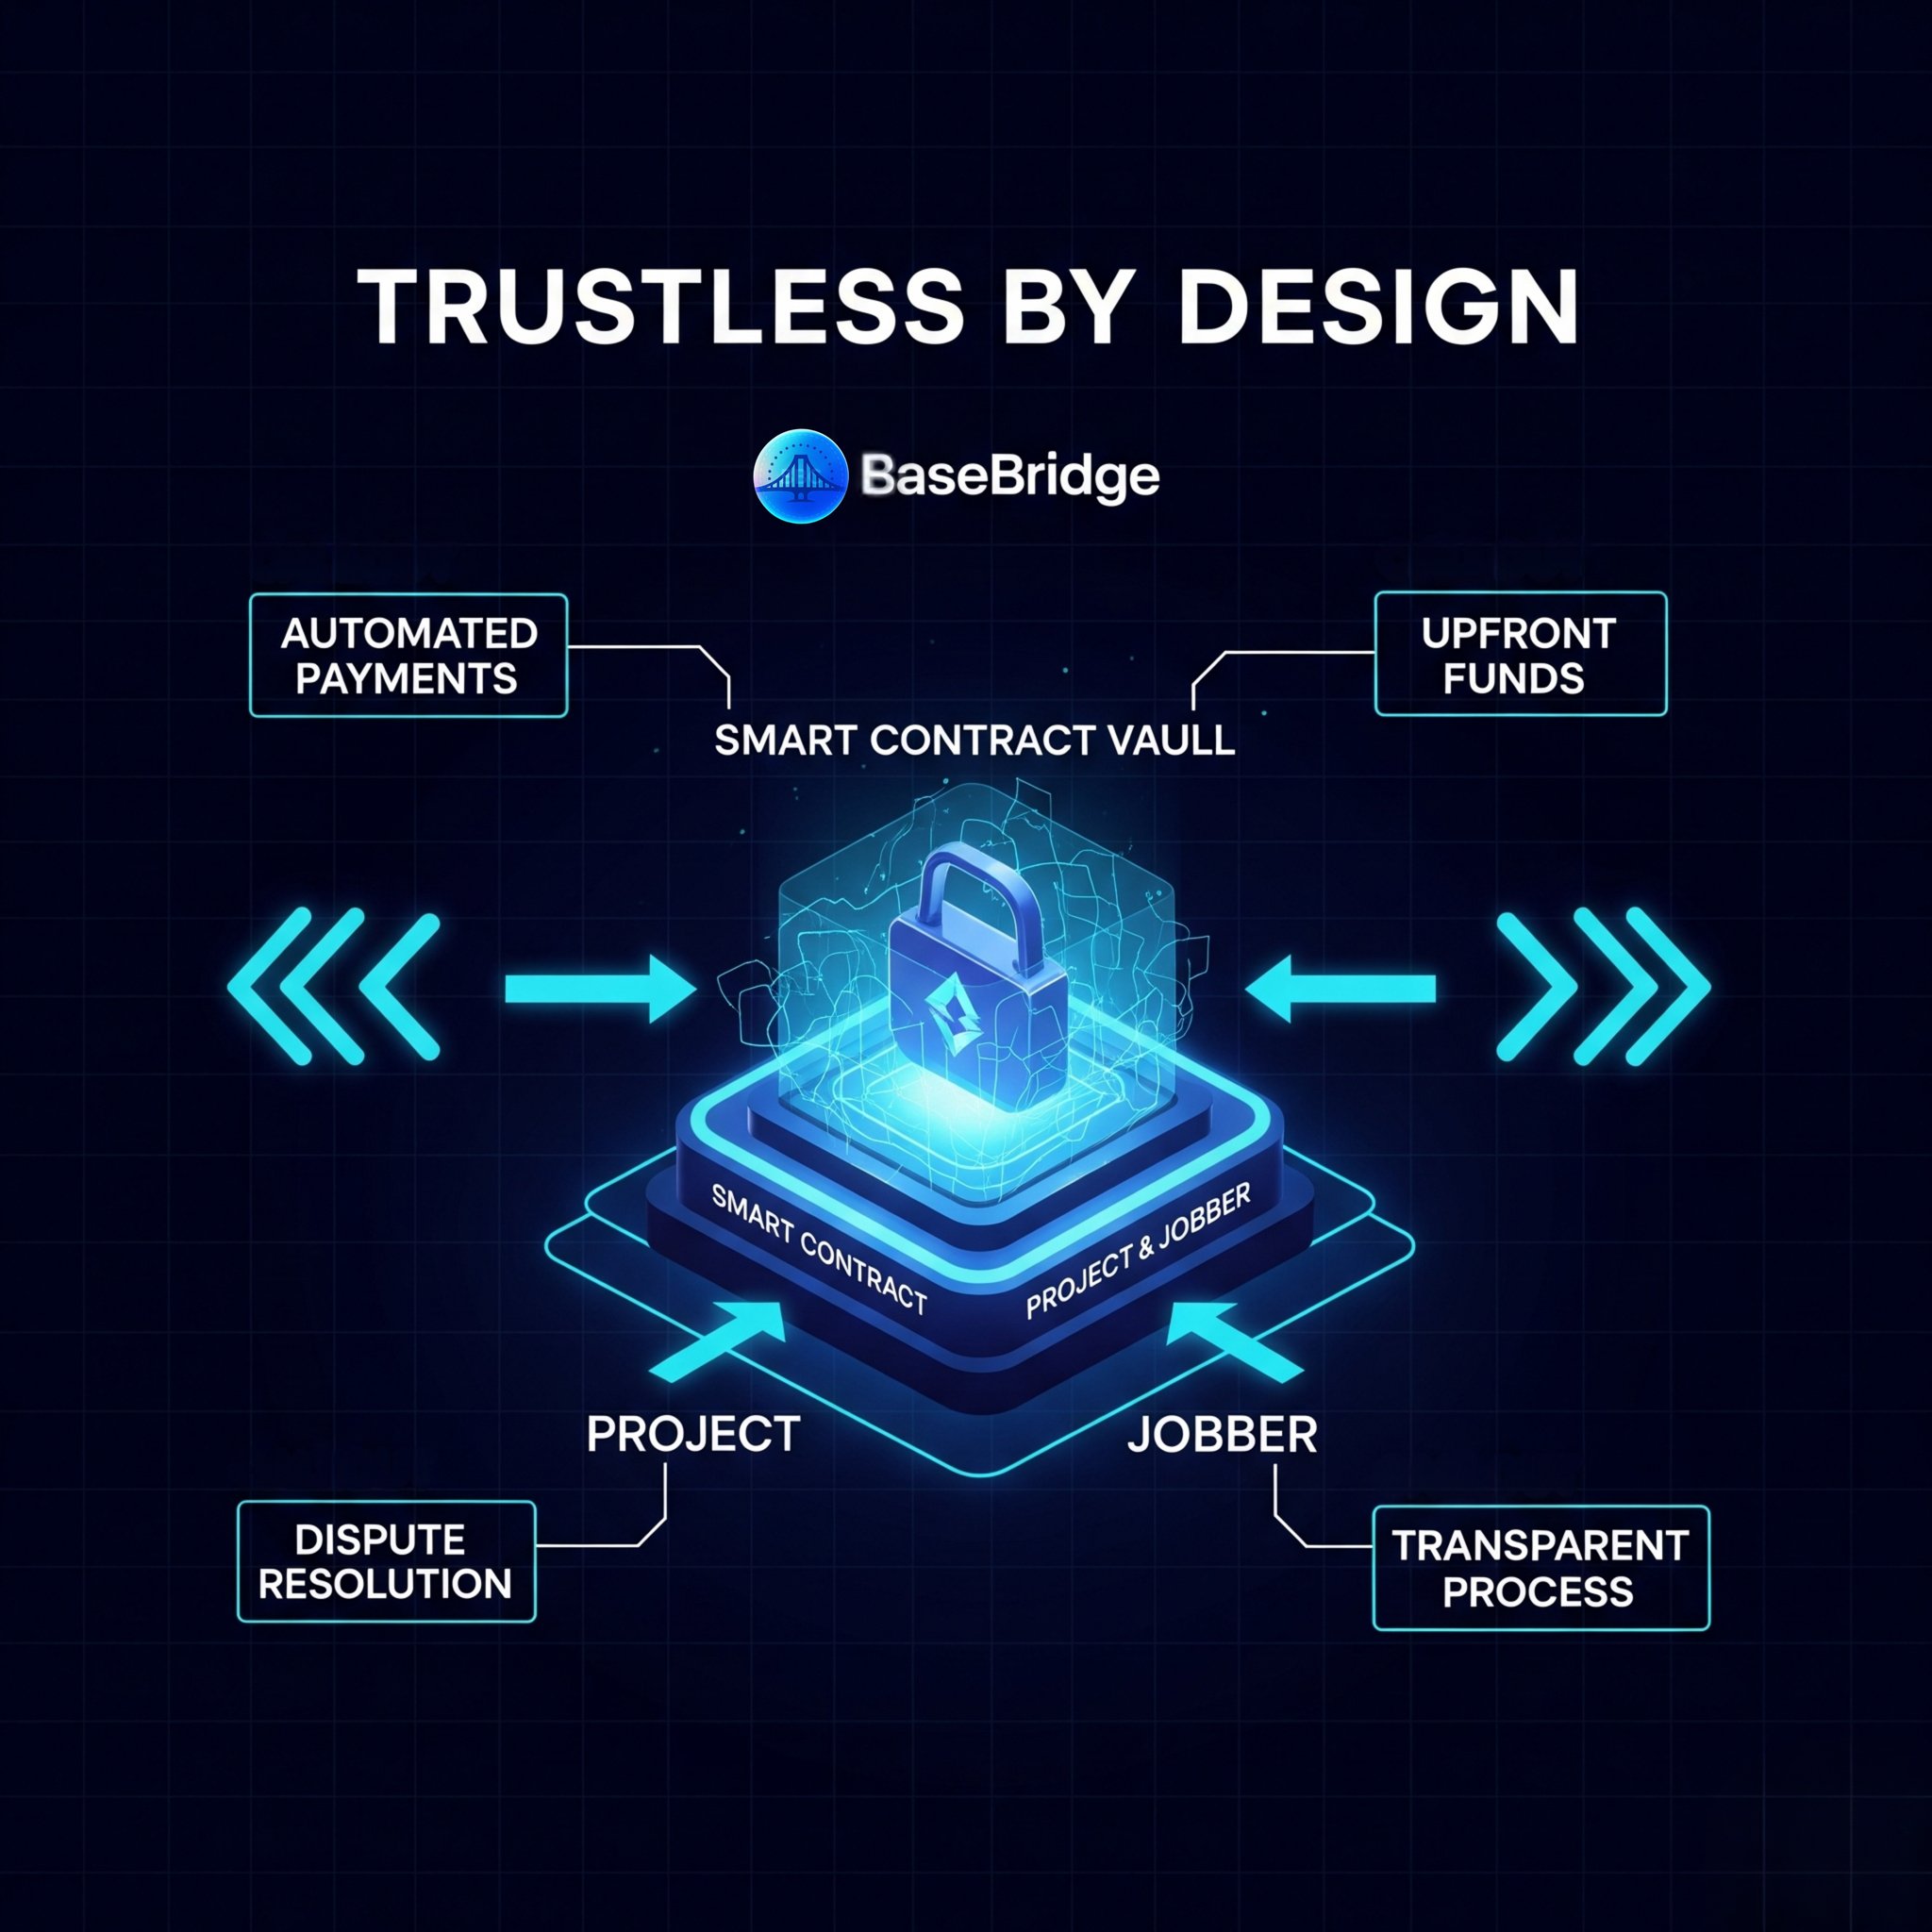 TRUSTLESS BY DESIGN
BaseBridge
AUTOMATED
PAYMENTS
UPFRONT
FUNDS
SMART CONTRACT VAULL
SMART CONTRACT
PROJECT & JOBBER
PROJECT
JOBBER
DISPUTE
RESOLUTION
TRANSPARENT
PROCESS